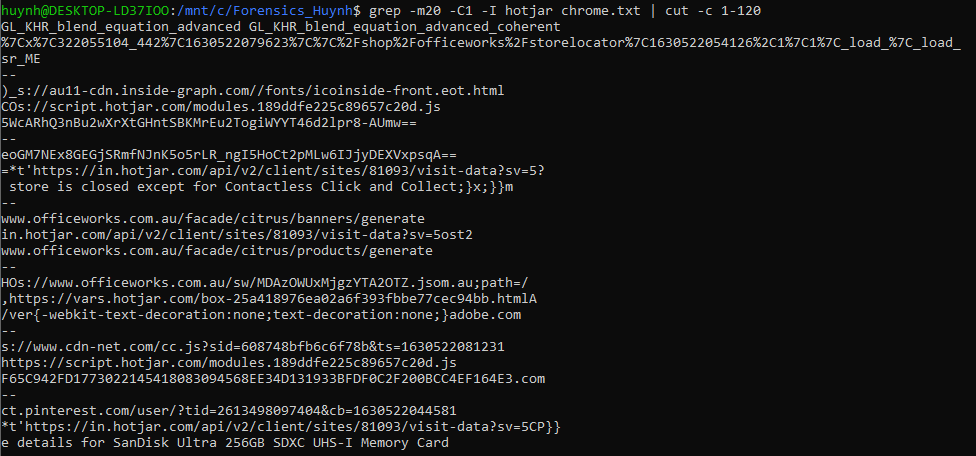 huynh@DESKTOP-LD37IOO:/mnt/c/Forensics_Huynh$ grep -m20 -C1 -I hotjar chrome.txt | cut -c 1-120
GL_KHR_blend_equation_advanced GL_KHR_blend_equation_advanced_coherent
%7Cx%7C322055104_442%7C1630522079623%7C%7C%2Fshop%2Fofficeworks%2Fstorelocator%7C1630522054126%2C1%7C1%7C_load_%7C_load_
sr_ME
--
)_s://au11-cdn.inside-graph.com//fonts/icoinside-front.eot.html
COs://script.hotjar.com/modules.189ddfe225c89657c20d.js
5WcARhQ3nBu2wXrXtGHntSBKMrEu2TogiWYYT46d2lpr8-AUmw==
--
eoGM7NEx8GEGjSRmfNJnK5o5rLR_ngI5HoCt2pMLw6IJjyDEXVxpsqA==
=*t'https://in.hotjar.com/api/v2/client/sites/81093/visit-data?sv=5?
 store is closed except for Contactless Click and Collect;}x;}}m
--
www.officeworks.com.au/facade/citrus/banners/generate
in.hotjar.com/api/v2/client/sites/81093/visit-data?sv=5ost2
www.officeworks.com.au/facade/citrus/products/generate
--
HOs://www.officeworks.com.au/sw/MDAzOWUxMjgzYTA2OTZ.jsom.au;path=/
,https://vars.hotjar.com/box-25a418976ea02a6f393fbbe77cec94bb.htmlA
/ver{-webkit-text-decoration:none;text-decoration:none;}adobe.com
--
s://www.cdn-net.com/cc.js?sid=608748bfb6c6f78b&ts=1630522081231
https://script.hotjar.com/modules.189ddfe225c89657c20d.js
F65C942FD1773022145418083094568EE34D131933BFDF0C2F200BCC4EF164E3.com
--
ct.pinterest.com/user/?tid=2613498097404&cb=1630522044581
*t'https://in.hotjar.com/api/v2/client/sites/81093/visit-data?sv=5CP}}
e details for SanDisk Ultra 256GB SDXC UHS-I Memory Card